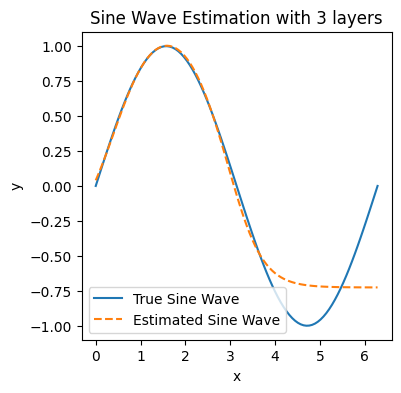 Sine Wave Estimation with 3 layers
1.00
0.75
0.50
0.25
0.00
−0.25
−0.50
−0.75
−1.00
y
True Sine Wave
Estimated Sine Wave
0 1 2 3 4 5 6
x